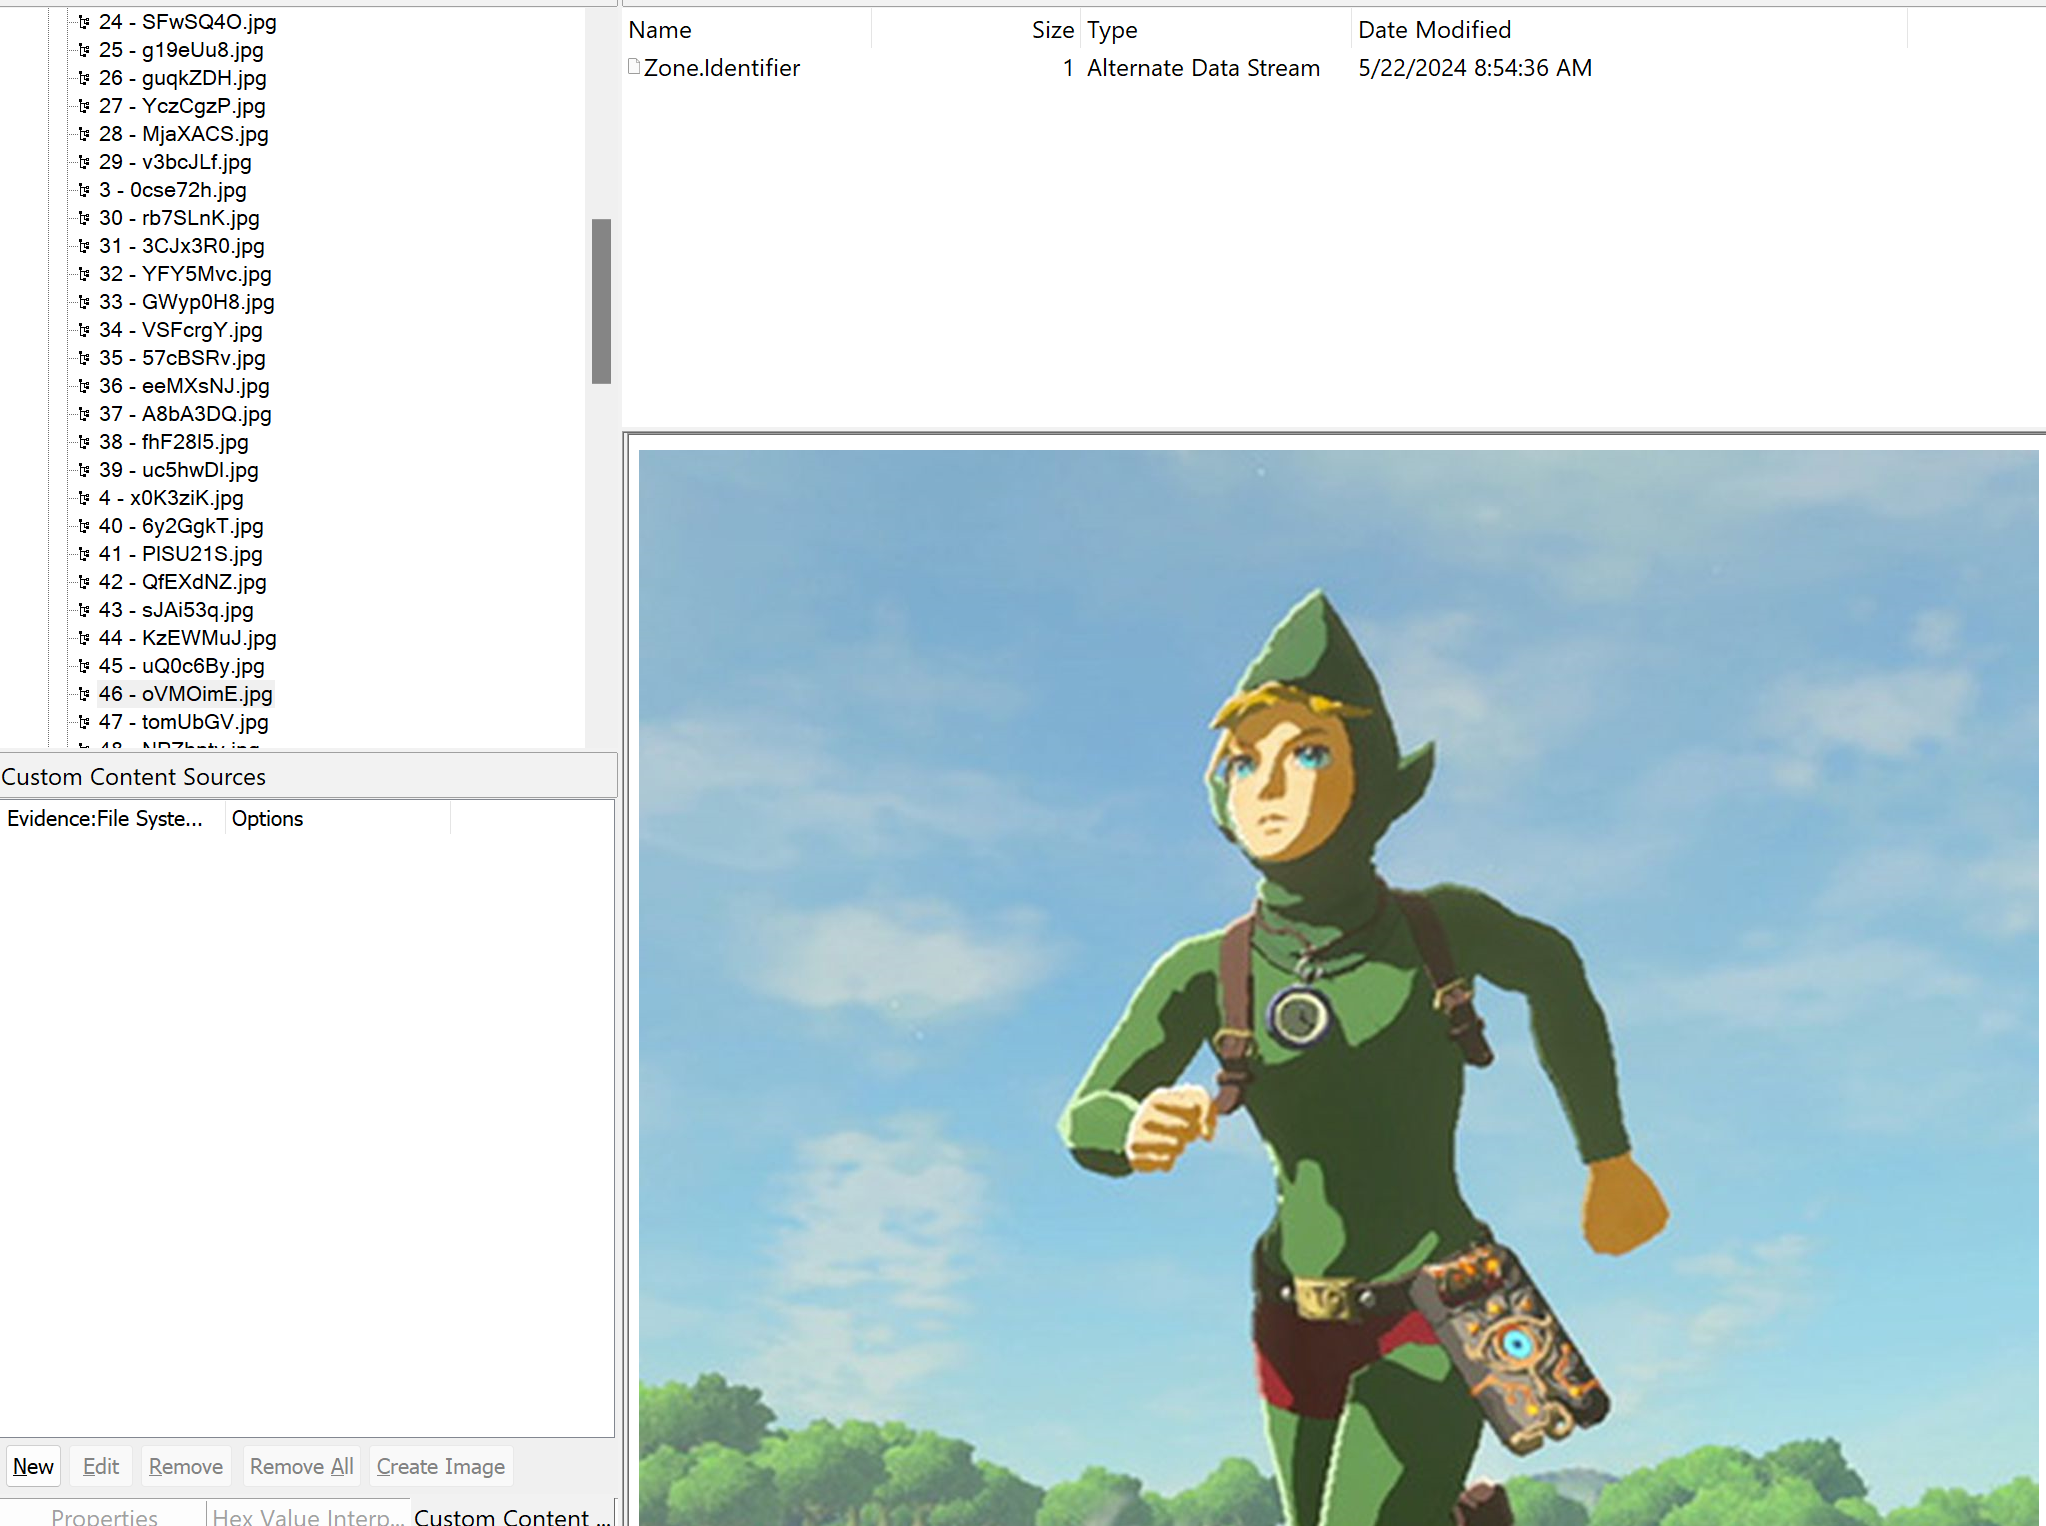 24 - SFwSQ4O.jpg
25 - g19eUu8.jpg
26 - guqkZDH.jpg
27 - YczCgzP.jpg
28 - MjaXACS.jpg
29 - v3bcJLf.jpg
3 - 0cse72h.jpg
30 - rb7SLnK.jpg
31 - 3CJx3R0.jpg
32 - YFY5Mvc.jpg
33 - GWyp0H8.jpg
34 - VSFcrgY.jpg
35 - 57cBSRv.jpg
36 - eeMXsNJ.jpg
37 - A8bA3DQ.jpg
38 - fhF28I5.jpg
39 - uc5hwDl.jpg
4 - x0K3ziK.jpg
40 - 6y2GgkT.jpg
41 - PlSU21S.jpg
42 - QfEXdNZ.jpg
43 - sJAi53q.jpg
44 - KzEWMuJ.jpg
45 - uQ0c6By.jpg
46 - oVMOimE.jpg
47 - tomUbGV.jpg
Custom Content Sources
Evidence:File Syste... Options
New Edit Remove Remove All Create Image
Properties Hex Value Interp... Custom Content ...
Name Size Type Date Modified
Zone.Identifier 1 Alternate Data Stream 5/22/2024 8:54:36 AM